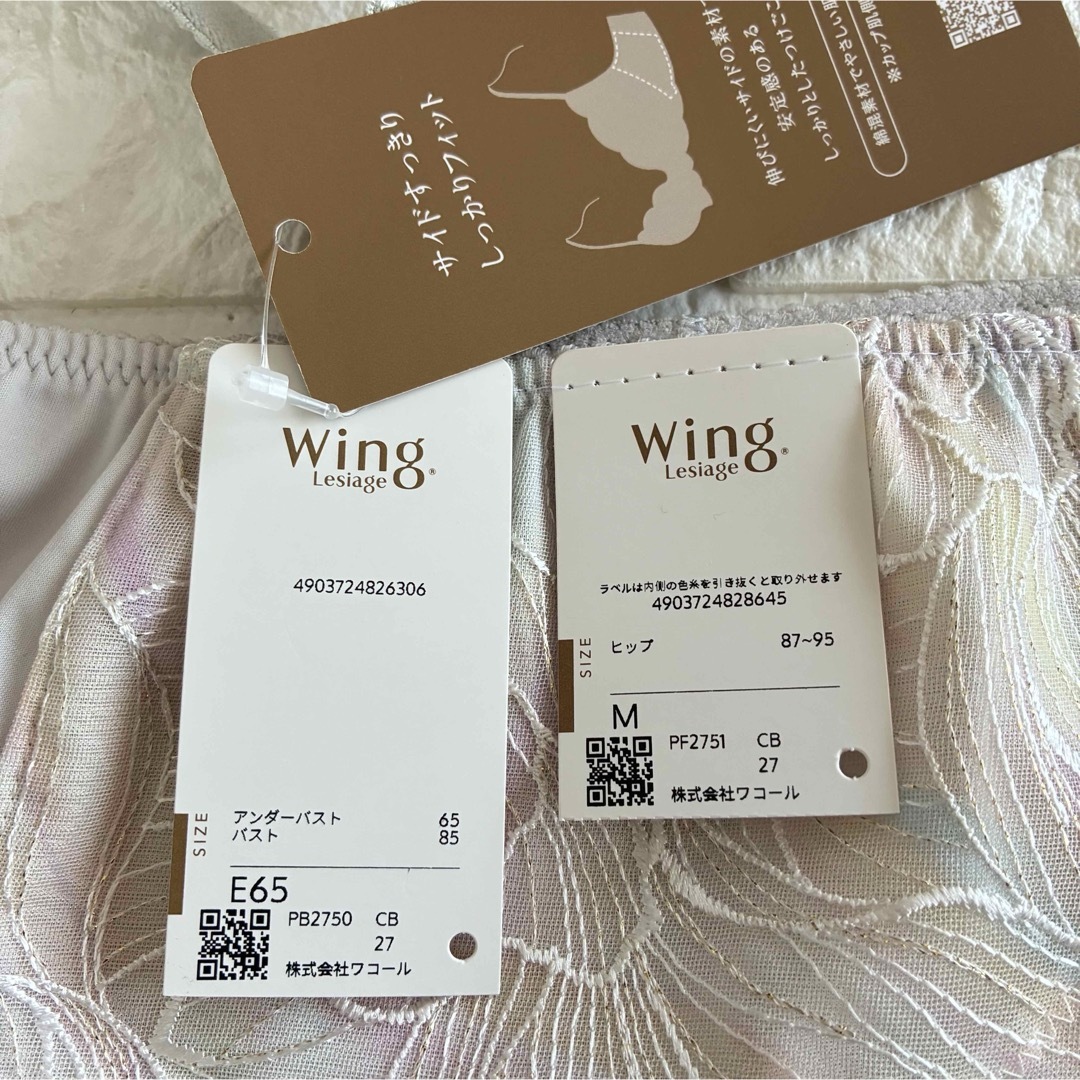 サイドすっきり
しっかりフィット
伸びにくいサイドの素材
安定感のある
しっかりとしたつけごこ
綿混素材でやさしい肌
※カップ肌側
Wing
Lesiage®
4903724826306
SIZE
アンダーバスト 65
バスト 85
E65
PB2750 CB
27
株式会社ワコール
Wing
Lesiage®
ラベルは内側の色糸を引き抜くと取り外せます
4903724828645
SIZE
ヒップ 87~95
M
PF2751 CB
27
株式会社ワコール